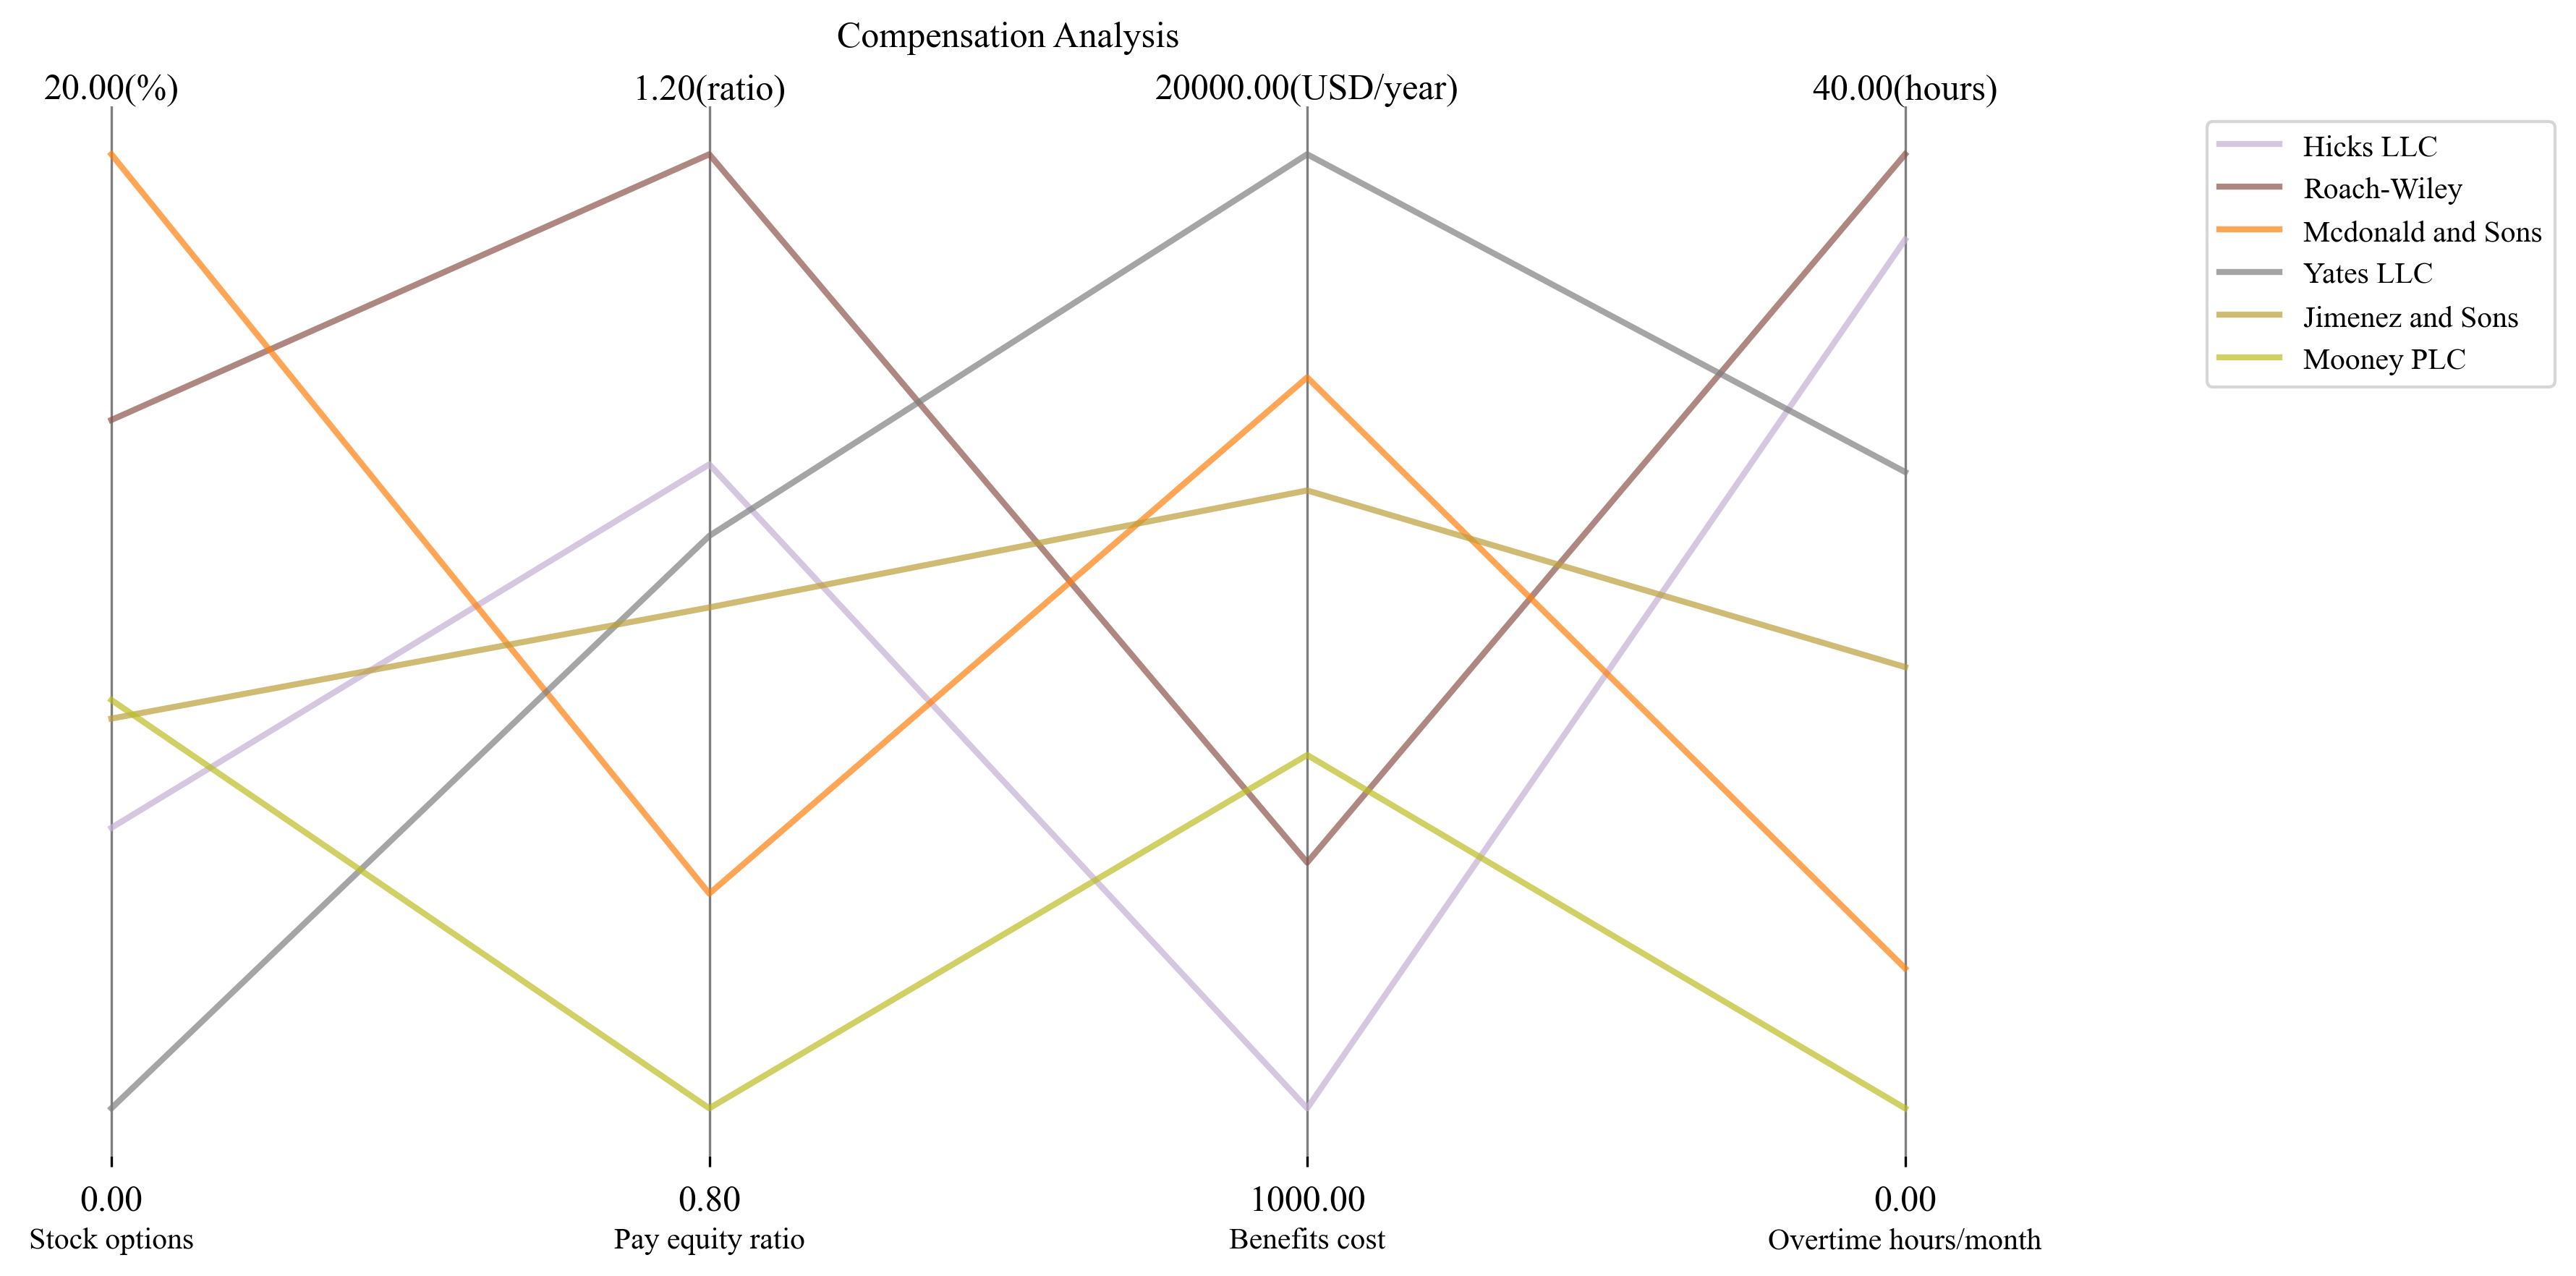 Compensation Analysis
20.00(%)
1.20(ratio)
20000.00(USD/year)
40.00(hours)
Hicks LLC
Roach-Wiley
Mcdonald and Sons
Yates LLC
Jimenez and Sons
Mooney PLC
0.00
0.80
1000.00
0.00
Stock options
Pay equity ratio
Benefits cost
Overtime hours/month